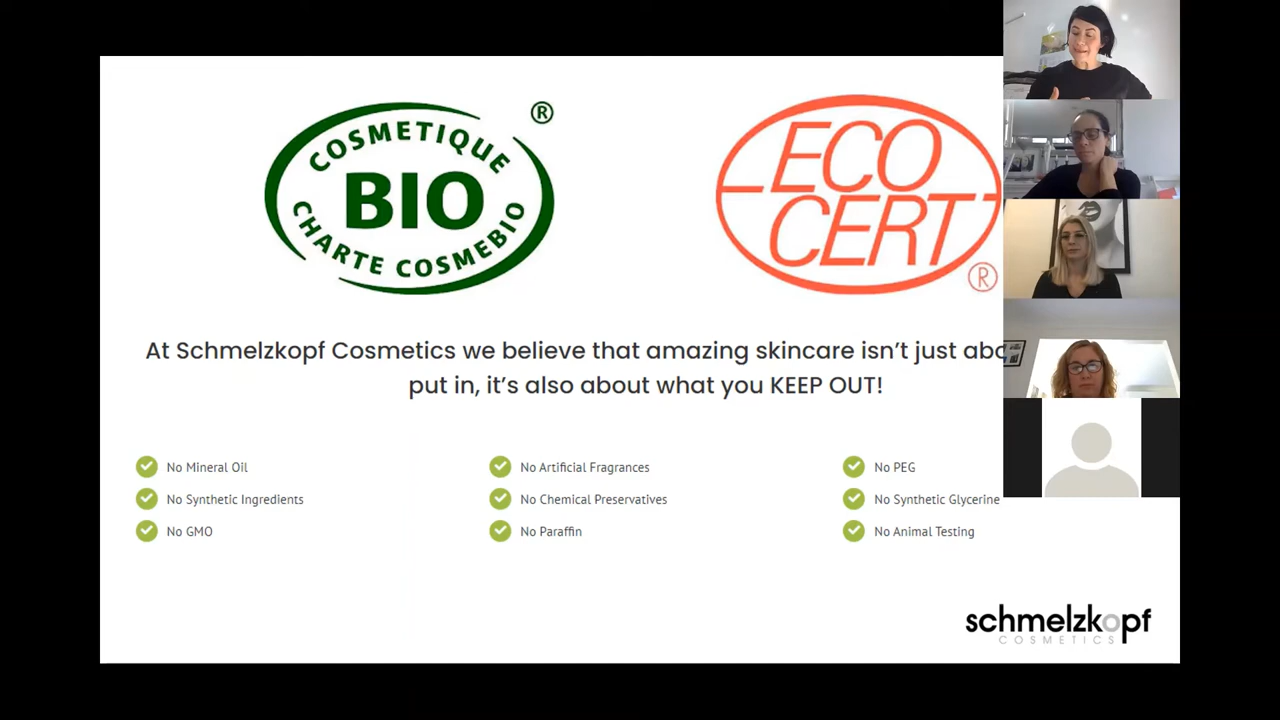 ®
COSMETIQUE
BIO
CHARTE COSMEBIO
ECO
CERT
®
At Schmelzkopf Cosmetics we believe that amazing skincare isn't just
put in, it's also about what you KEEP OUT!
No Mineral Oil
No Artificial Fragrances
No PEG
No Synthetic Ingredients
No Chemical Preservatives
No Synthetic Glycerine
No GMO
No Paraffin
No Animal Testing
schmelzkopf
COSMETICS